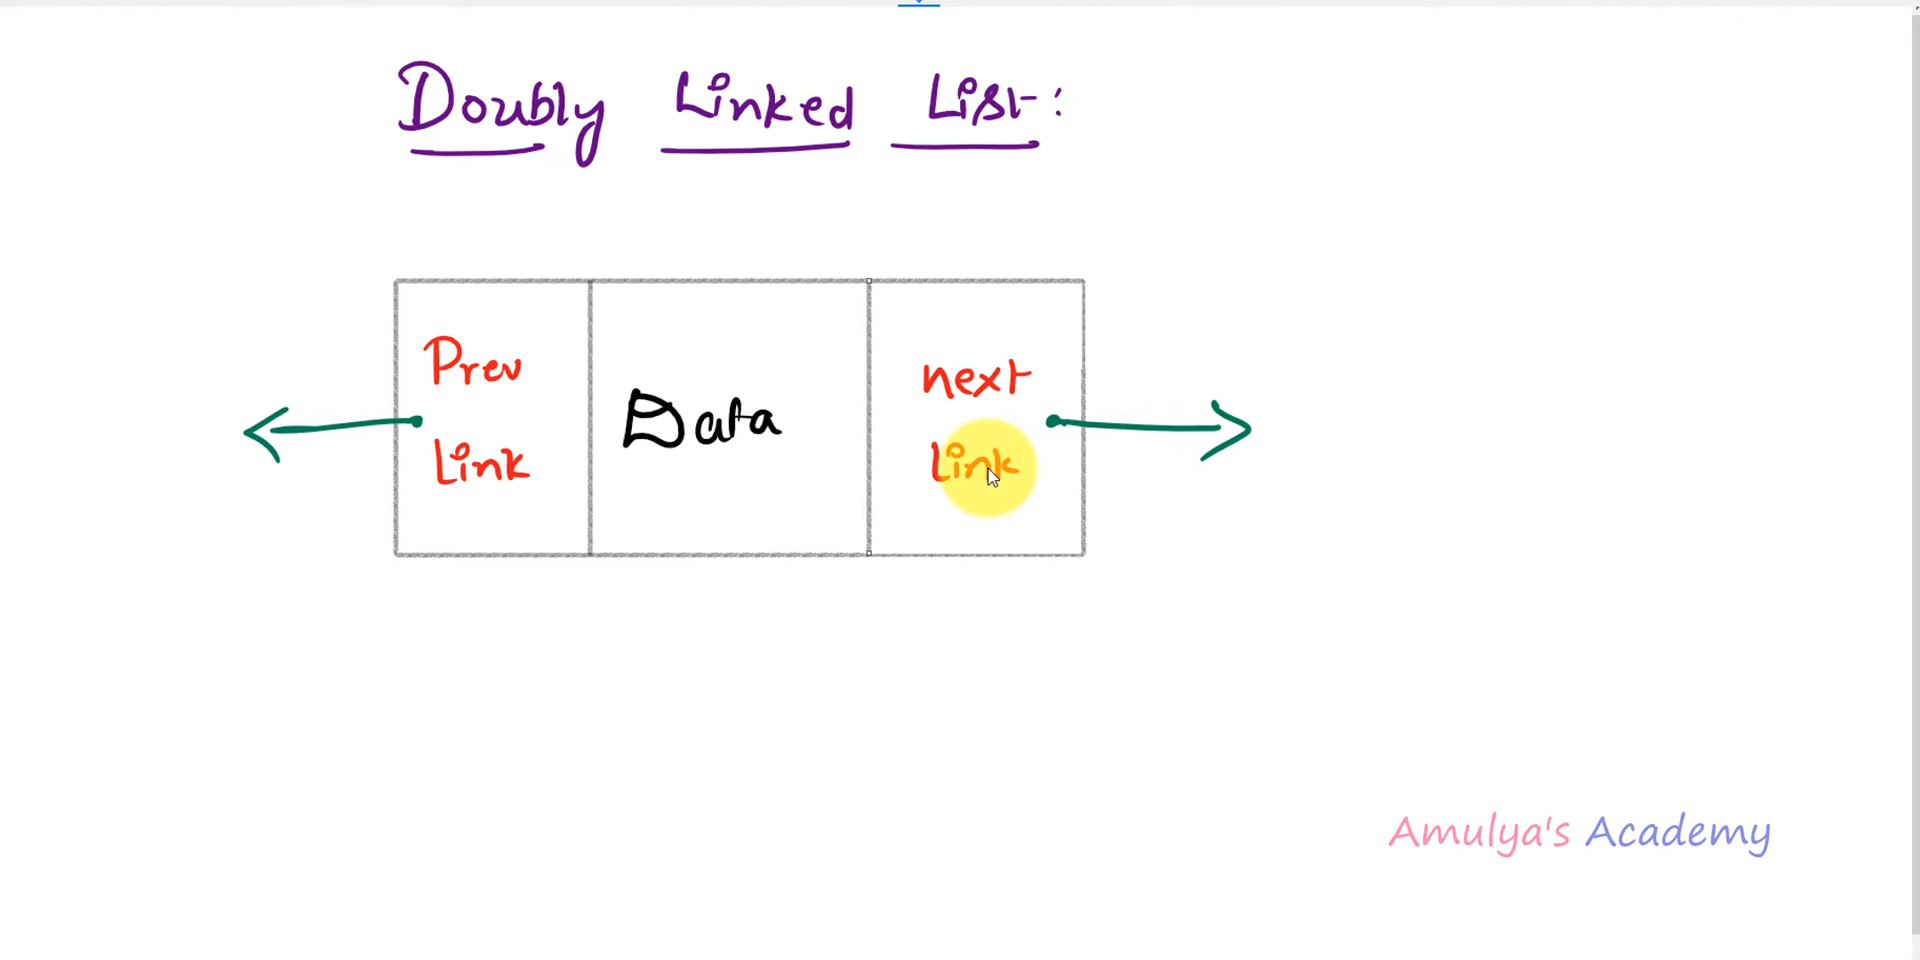 Doubly Linked List:
Prev
Link
Data
next
Link
Amulya's Academy